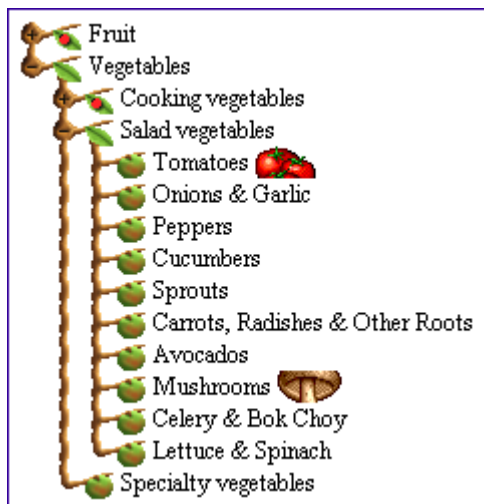 Fruit
Vegetables
Cooking vegetables
Salad vegetables
Tomatoes
Onions & Garlic
Peppers
Cucumbers
Sprouts
Carrots, Radishes & Other Roots
Avocados
Mushrooms
Celery & Bok Choy
Lettuce & Spinach
Specialty vegetables